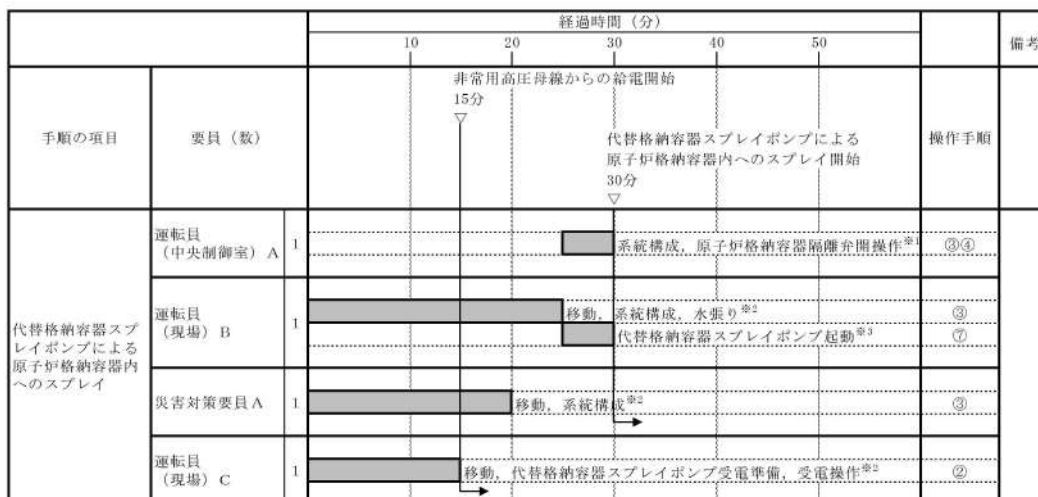 経過時間（分）
備考
10 20 30 40 50
手順の項目
要員（数）
操作手順
非常用高圧母線からの給電開始
15分
▽
代替格納容器スプレイポンプによる
原子炉格納容器内へのスプレイ開始
30分
▽
代替格納容器スプ
レイポンプによる
原子炉格納容器内
へのスプレイ
運転員
（中央制御室）A
1
系統構成，原子炉格納容器隔離弁開操作※1
③④
運転員
（現場）B
1
移動，系統構成，水張り※2
③
代替格納容器スプレイポンプ起動※3
⑦
災害対策要員A
1
移動，系統構成※2
③
運転員
（現場）C
1
移動，代替格納容器スプレイポンプ受電準備，受電操作※2
②